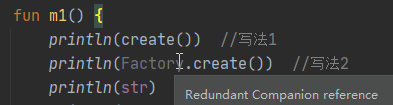 fun m1() {
println(create()) //写法1
println(Factory.create()) //写法2
println(str)
Redundant Companion reference